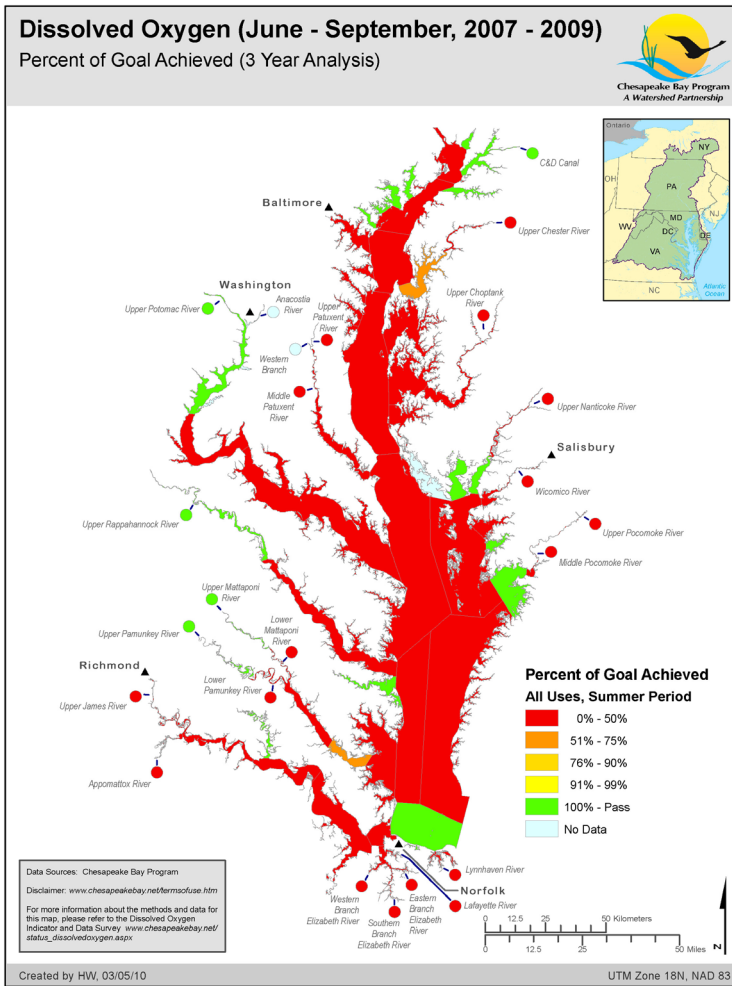 Dissolved Oxygen (June - September, 2007 - 2009)
Percent of Goal Achieved (3 Year Analysis)
Chesapeake Bay Program
A Watershed Partnership
Ontario
NY
OH
PA
NJ
MD
WV
DC
DE
VA
NC
Atlantic
Ocean
C&D Canal
Baltimore
Upper Chester River
Washington
Upper Potomac River
Anacostia
River
Upper
Patuxent
River
Upper Choptank
River
Western
Branch
Middle
Patuxent
River
Upper Nanticoke River
Salisbury
Wicomico River
Upper Rappahannock River
Upper Pocomoke River
Middle Pocomoke River
Upper Mattaponi
River
Lower
Mattaponi
River
Upper Pamunkey River
Lower
Pamunkey River
Richmond
Upper James River
Appomattox River
Percent of Goal Achieved
All Uses, Summer Period
0% - 50%
51% - 75%
76% - 90%
91% - 99%
100% - Pass
No Data
Lynnhaven River
Norfolk
Lafayette River
Western
Branch
Elizabeth River
Southern
Branch
Elizabeth River
Eastern
Branch
Elizabeth
River
Data Sources: Chesapeake Bay Program
Disclaimer: www.chesapeakebay.net/termsofuse.htm
For more information about the methods and data for
this map, please refer to the Dissolved Oxygen
Indicator and Data Survey www.chesapeakebay.net/
status_dissolvedoxygen.aspx
0 12.5 25 50 Kilometers
0 12.5 25 50 Miles
N
Created by HW, 03/05/10
UTM Zone 18N, NAD 83